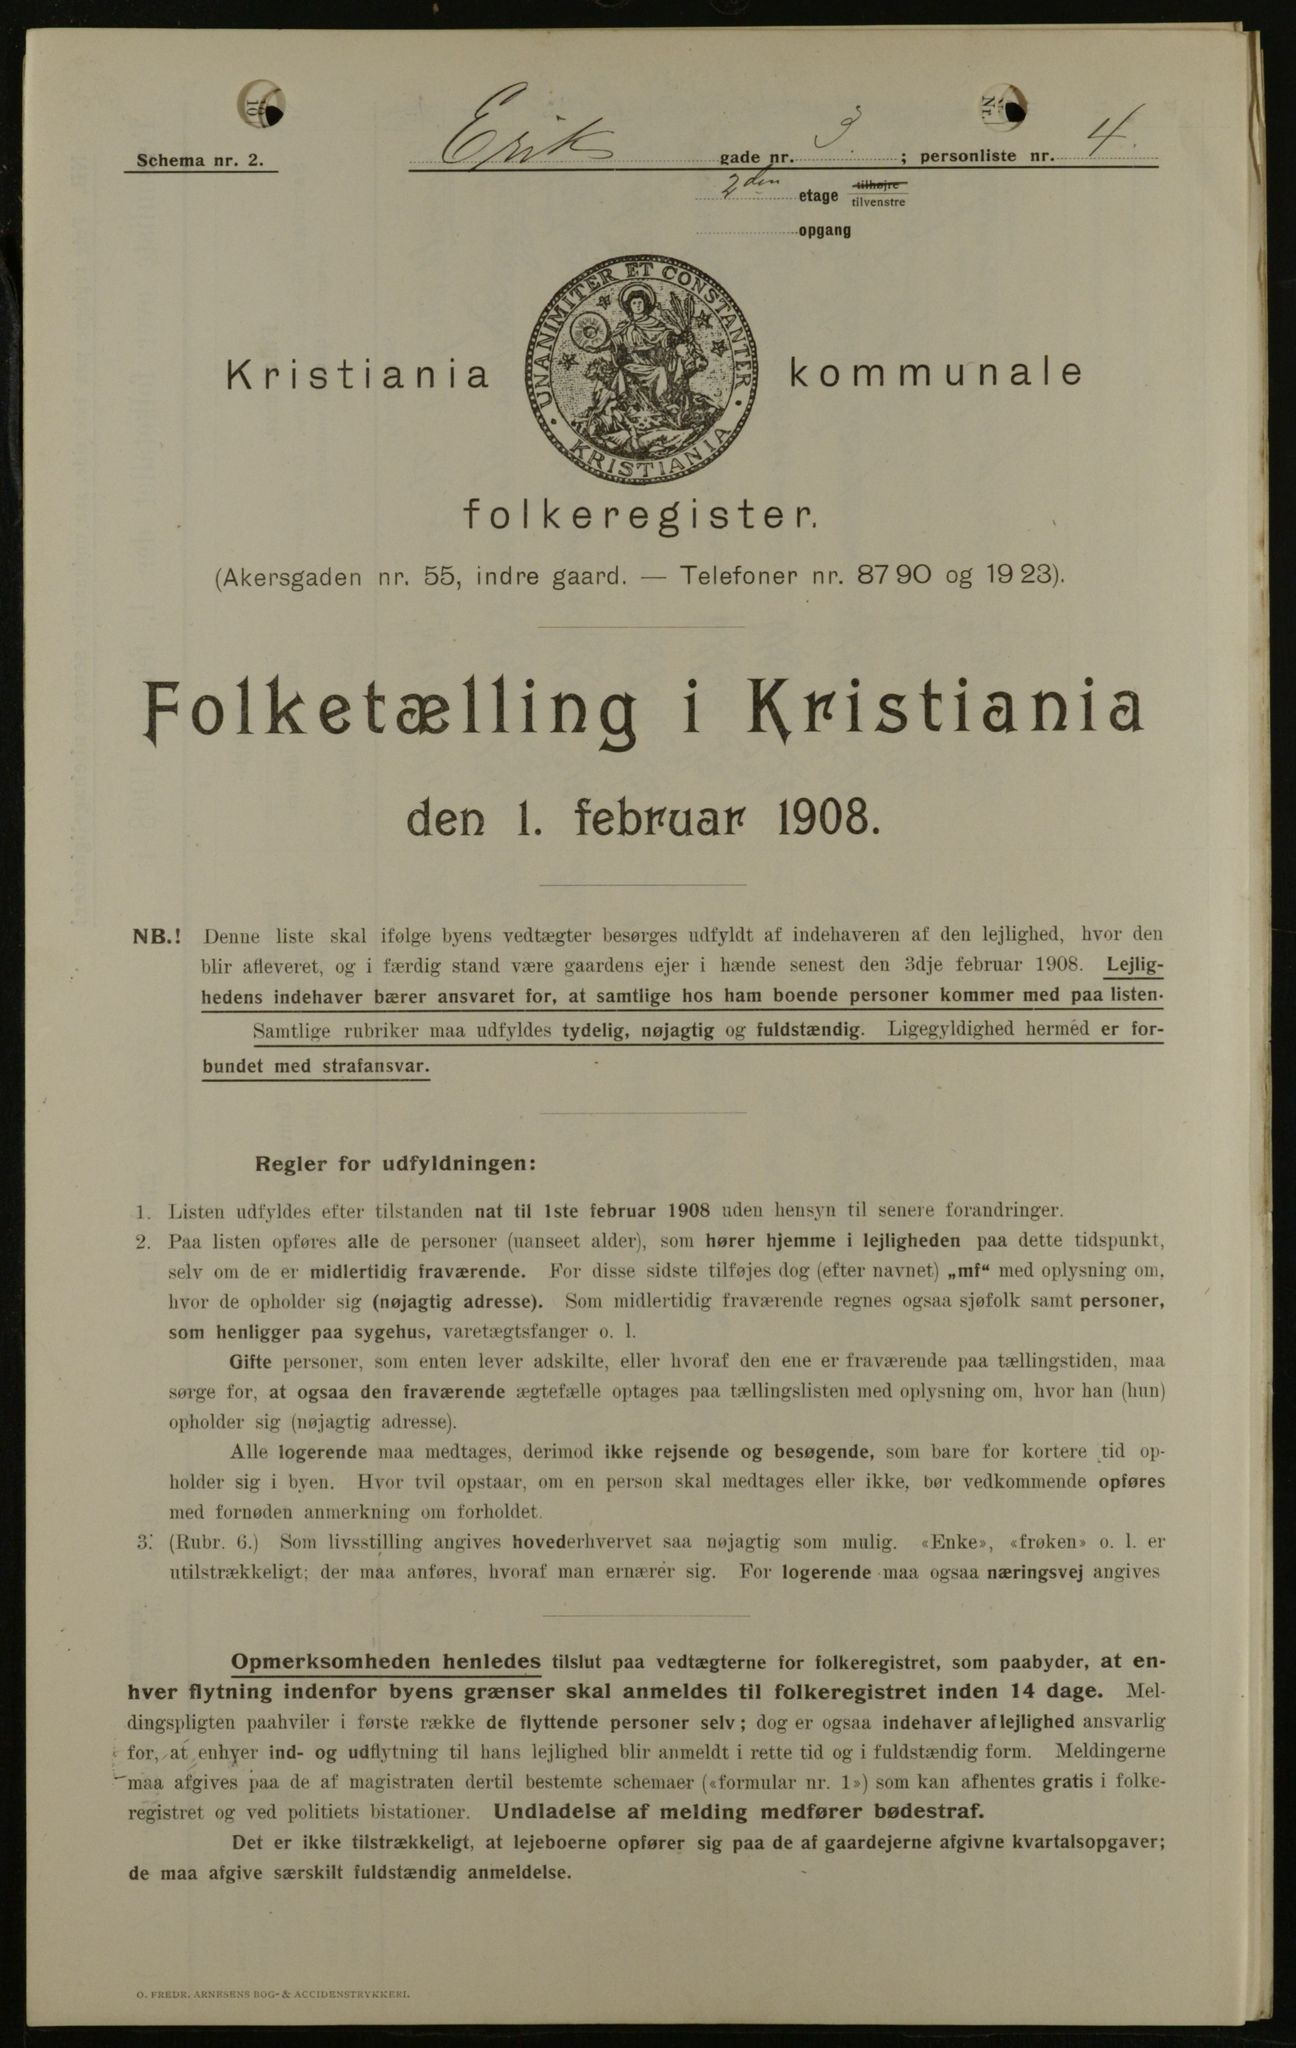 Schema nr. 2.
Erik gade nr. 3. ; personliste nr. 4.
2den etage tilhøjre
tilvenstre
opgang
UNANIMITER ET CONSTANTER
KRISTIANIA
Kristiania kommunale
folkeregister.
(Akersgaden nr. 55, indre gaard. — Telefoner nr. 8790 og 1923).
Folketælling i Kristiania
den 1. februar 1908.
NB.! Denne liste skal ifølge byens vedtægter besørges udfyldt af indehaveren af den lejlighed, hvor den
blir afleveret, og i færdig stand være gaardens ejer i hænde senest den 3dje februar 1908. Lejlig-
hedens indehaver bærer ansvaret for, at samtlige hos ham boende personer kommer med paa listen.
Samtlige rubriker maa udfyldes tydelig, nøjagtig og fuldstændig. Ligegyldighed hermed er for-
bundet med strafansvar.
Regler for udfyldningen:
1. Listen udfyldes efter tilstanden nat til 1ste februar 1908 uden hensyn til senere forandringer.
2. Paa listen opføres alle de personer (uanseet alder), som hører hjemme i lejligheden paa dette tidspunkt,
selv om de er midlertidig fraværende. For disse sidste tilføjes dog (efter navnet) „mf“ med oplysning om,
hvor de opholder sig (nøjagtig adresse). Som midlertidig fraværende regnes ogsaa sjøfolk samt personer,
som henligger paa sygehus, varetægtsfanger o. l.
Gifte personer, som enten lever adskilte, eller hvoraf den ene er fraværende paa tællingstiden, maa
sørge for, at ogsaa den fraværende ægtefælle optages paa tællingslisten med oplysning om, hvor han (hun)
opholder sig (nøjagtig adresse).
Alle logerende maa medtages, derimod ikke rejsende og besøgende, som bare for kortere tid op-
holder sig i byen. Hvor tvil opstaar, om en person skal medtages eller ikke, bør vedkommende opføres
med fornøden anmerkning om forholdet.
3. (Rubr. 6.) Som livsstilling angives hovederhvervet saa nøjagtig som mulig. «Enke», «frøken» o. l. er
utilstrækkeligt; der maa anføres, hvoraf man ernærer sig. For logerende maa ogsaa næringsvej angives
Opmerksomheden henledes tilslut paa vedtægterne for folkeregistret, som paabyder, at en-
hver flytning indenfor byens grænser skal anmeldes til folkeregistret inden 14 dage. Mel-
dingspligten paahviler i første række de flyttende personer selv; dog er ogsaa indehaver af lejlighed ansvarlig
for, at enhver ind- og udflytning til hans lejlighed blir anmeldt i rette tid og i fuldstændig form. Meldingerne
maa afgives paa de af magistraten dertil bestemte schemaer («formular nr. 1») som kan afhentes gratis i folke-
registret og ved politiets bistationer. Undladelse af melding medfører bødestraf.
Det er ikke tilstrækkeligt, at lejeboerne opfører sig paa de af gaardejerne afgivne kvartalsopgaver;
de maa afgive særskilt fuldstændig anmeldelse.
O. FREDR. ARNESENS BOG- & ACCIDENSTRYKKERI.